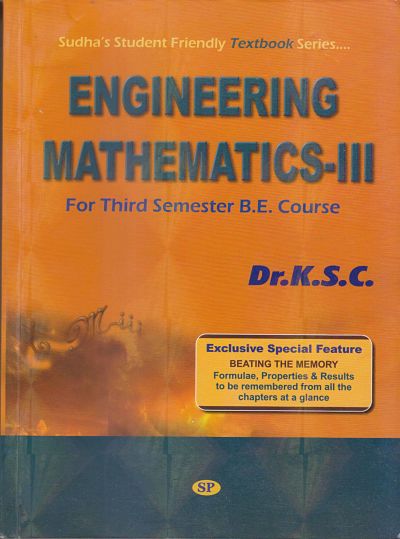 Sudha's Student Friendly Textbook Series....
ENGINEERING
MATHEMATICS-III
For Third Semester B.E. Course
Dr.K.S.C.
Exclusive Special Feature
BEATING THE MEMORY
Formulae, Properties & Results
to be remembered from all the
chapters at a glance
SP